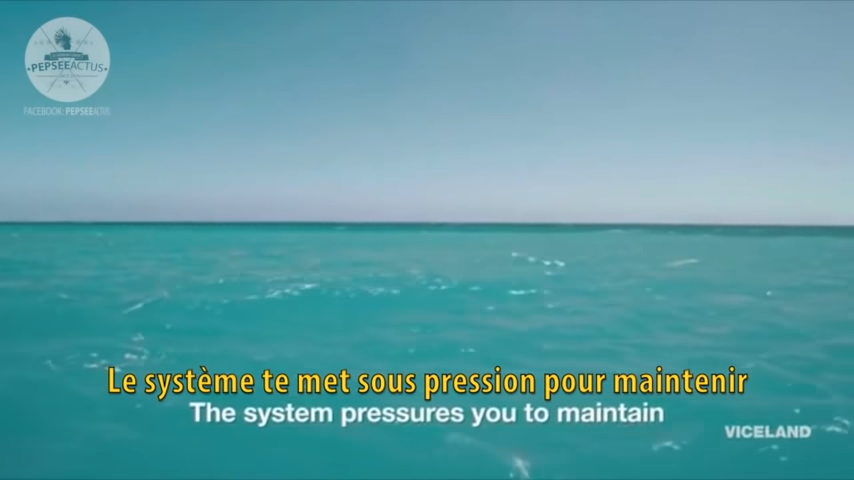 PEPSEEACTUS
FACEBOOK: PEPSEEACTUS
Le système te met sous pression pour maintenir
The system pressures you to maintain
VICELAND